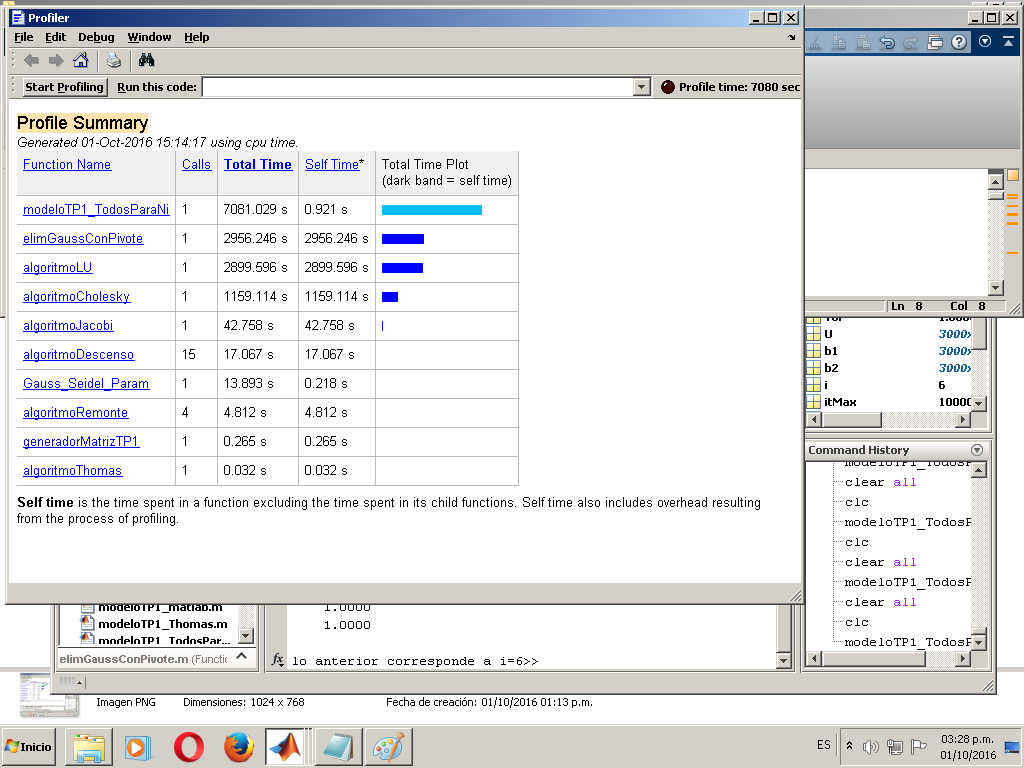 Profiler
File Edit Debug Window Help
Start Profiling Run this code: Profile time: 7080 sec
Profile Summary
Generated 01-Oct-2016 15:14:17 using cpu time.
Function Name Calls Total Time Self Time* Total Time Plot
(dark band = self time)
modeloTP1_TodosParaNi 1 7081.029 s 0.921 s
elimGaussConPivote 1 2956.246 s 2956.246 s
algoritmoLU 1 2899.596 s 2899.596 s
algoritmoCholesky 1 1159.114 s 1159.114 s
algoritmoJacobi 1 42.758 s 42.758 s
algoritmoDescenso 15 17.067 s 17.067 s
Gauss_Seidel_Param 1 13.893 s 0.218 s
algoritmoRemonte 4 4.812 s 4.812 s
generadorMatrizTP1 1 0.265 s 0.265 s
algoritmoThomas 1 0.032 s 0.032 s
Self time is the time spent in a function excluding the time spent in its child functions. Self time also includes overhead resulting
from the process of profiling.
Ln 8 Col 8
U 3000x
b1 3000x
b2 3000x
i 6
itMax 10000
Command History
modeloTP1_TodosP
clear all
clc
modeloTP1_TodosP
clc
clear all
modeloTP1_TodosP
clear all
clc
modeloTP1_TodosP
modeloTP1_matlab.m
modeloTP1_Thomas.m
modeloTP1_TodosPar...
elimGaussConPivote.m (Functic
1.0000
1.0000
fx lo anterior corresponde a i=6>>
Imagen PNG Dimensiones: 1024 x 768 Fecha de creación: 01/10/2016 01:13 p.m.
Inicio ES 03:28 p.m.
01/10/2016